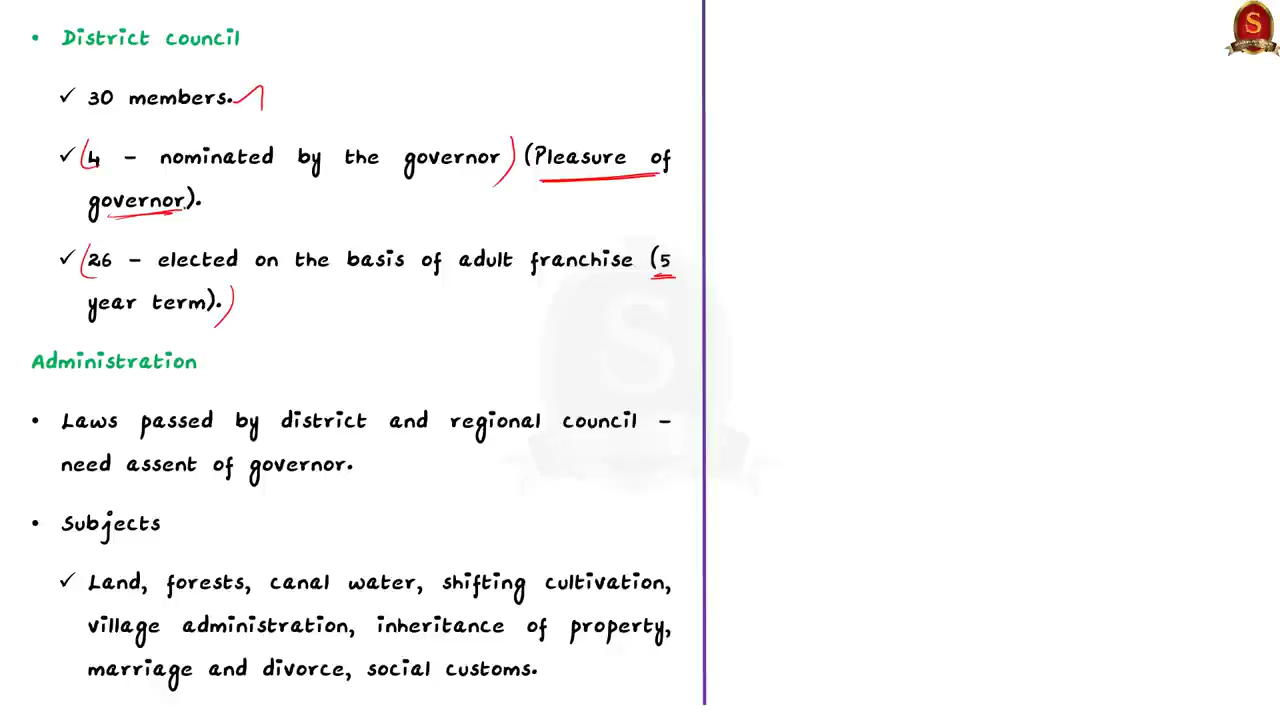 • District council
✓ 30 members.
✓ 4 – nominated by the governor (Pleasure of
governor).
✓ 26 – elected on the basis of adult franchise (5
year term).
Administration
• Laws passed by district and regional council –
need assent of governor.
• Subjects
✓ Land, forests, canal water, shifting cultivation,
village administration, inheritance of property,
marriage and divorce, social customs.
S
S